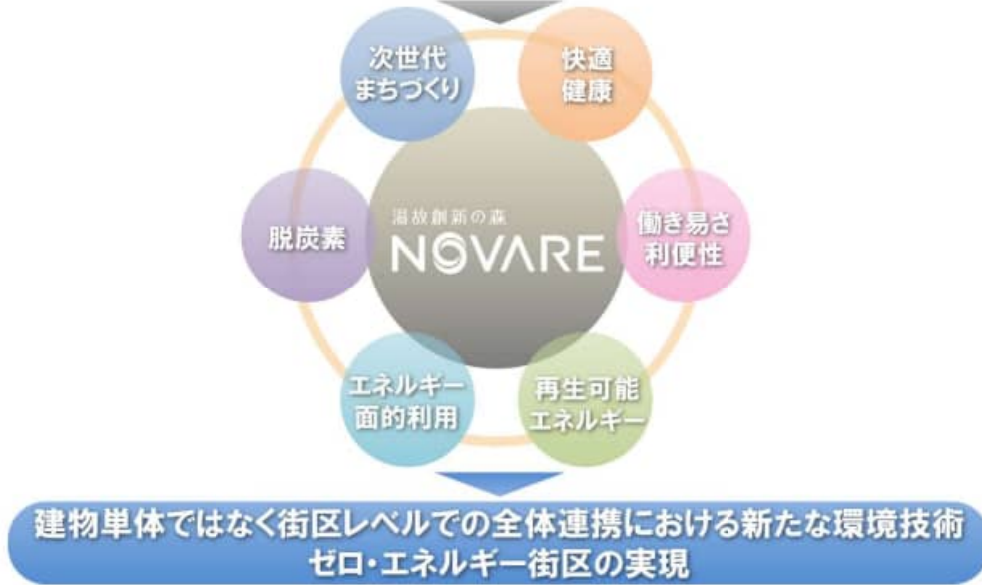 次世代
まちづくり
快適
健康
脱炭素
温故創新の森
NOVARE
働き易さ
利便性
エネルギー
面的利用
再生可能
エネルギー
建物単体ではなく街区レベルでの全体連携における新たな環境技術
ゼロ・エネルギー街区の実現